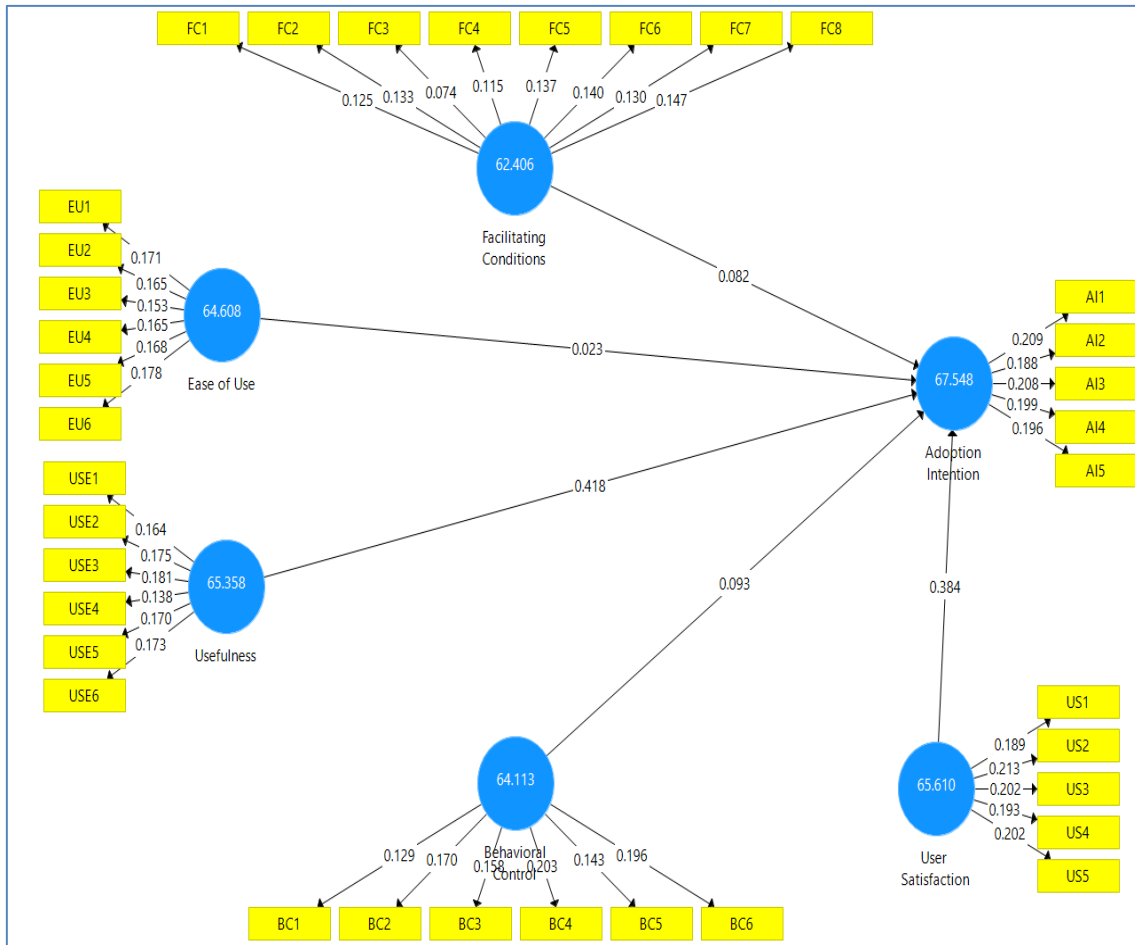 FC1 FC2 FC3 FC4 FC5 FC6 FC7 FC8
0.125 0.133 0.074 0.115 0.137 0.140 0.130 0.147
62.406
Facilitating
Conditions
EU1
EU2
EU3
EU4
EU5
EU6
0.171
0.165
0.153
0.165
0.168
0.178
64.608
Ease of Use
0.082
0.023
0.418
0.093
0.384
67.548
Adoption
Intention
0.209
0.188
0.208
0.199
0.196
AI1
AI2
AI3
AI4
AI5
USE1
USE2
USE3
USE4
USE5
USE6
0.164
0.175
0.181
0.138
0.170
0.173
65.358
Usefulness
64.113
Behavioral
Control
0.129 0.170 0.158 0.203 0.143 0.196
BC1 BC2 BC3 BC4 BC5 BC6
65.610
User
Satisfaction
0.189
0.213
0.202
0.193
0.202
US1
US2
US3
US4
US5